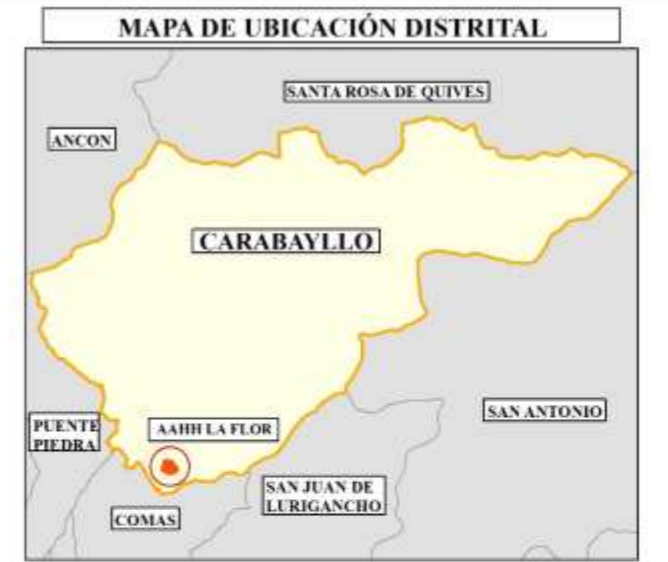 MAPA DE UBICACIÓN DISTRITAL
SANTA ROSA DE QUIVES
ANCON
CARABAYLLO
SAN ANTONIO
PUENTE
PIEDRA
AAHH LA FLOR
SAN JUAN DE
LURIGANCHO
COMAS